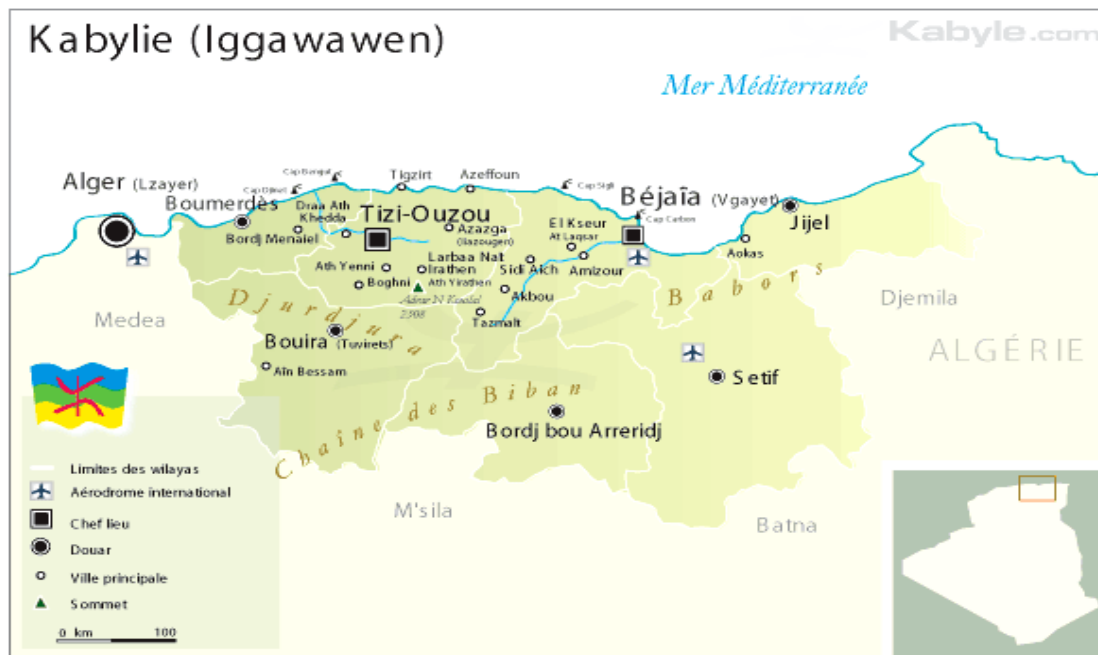 Kabylie (Iggawawen)
Kabyle.com
Mer Méditerranée
Alger (Lzayer)
Boumerdès
Cap Djinet
Cap Bengut
Tigzirt
Azeffoun
Cap Sigli
Béjaîa (Vgayet)
Cap Carbon
Jijel
Draa Ath
Khedda
Tizi-Ouzou
Azazga
(Iazougen)
El Kseur
At Laqsar
Bordj Menaiel
Aokas
Larbaa Nat
Irathen
Ath Yirathen
Ath Yenni
Sidi Aich
Amizour
Boghni
Akbou
Adrar N Kouilal
2308
Tazmalt
Djurdjura
Babors
Djemila
Medea
Bouira (Tuvirets)
ALGÉRIE
Aïn Bessam
Setif
Chaîne des Biban
Bordj bou Arreridj
M'sila
Batna
Limites des wilayas
Aérodrome international
Chef lieu
Douar
Ville principale
Sommet
0 km 100